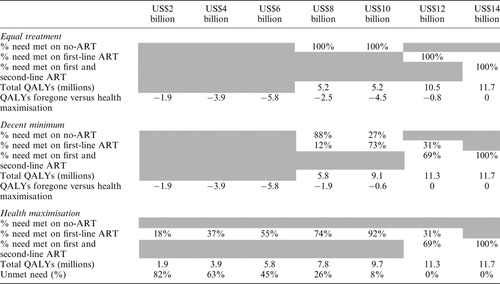 US$2 billion US$4 billion US$6 billion US$8 billion US$10 billion US$12 billion US$14 billion
Equal treatment
% need met on no-ART 100% 100%
% need met on first-line ART 100%
% need met on first and second-line ART 100%
Total QALYs (millions) 5.2 5.2 10.5 11.7
QALYs foregone versus health maximisation −1.9 −3.9 −5.8 −2.5 −4.5 −0.8 0
Decent minimum
% need met on no-ART 88% 27%
% need met on first-line ART 12% 73% 31%
% need met on first and second-line ART 69% 100%
Total QALYs (millions) 5.8 9.1 11.3 11.7
QALYs foregone versus health maximisation −1.9 −3.9 −5.8 −1.9 −0.6 0 0
Health maximisation
% need met on no-ART
% need met on first-line ART 18% 37% 55% 74% 92% 31%
% need met on first and second-line ART 69% 100%
Total QALYs (millions) 1.9 3.9 5.8 7.8 9.7 11.3 11.7
Unmet need (%) 82% 63% 45% 26% 8% 0% 0%